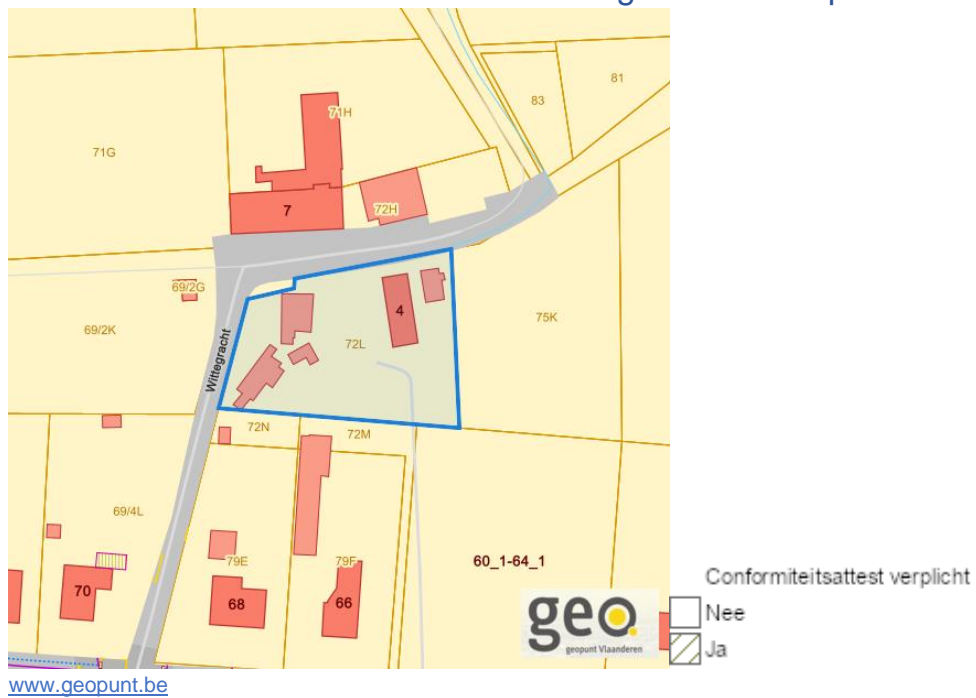 81
83
71H
71G
7
72H
69/2G
4
75K
69/2K
72L
Wittegracht
72N
72M
69/4L
79E
79F
60_1-64_1
70
68
66
geo
geopunt Vlaanderen
Conformiteitsattest verplicht
Nee
Ja
www.geopunt.be